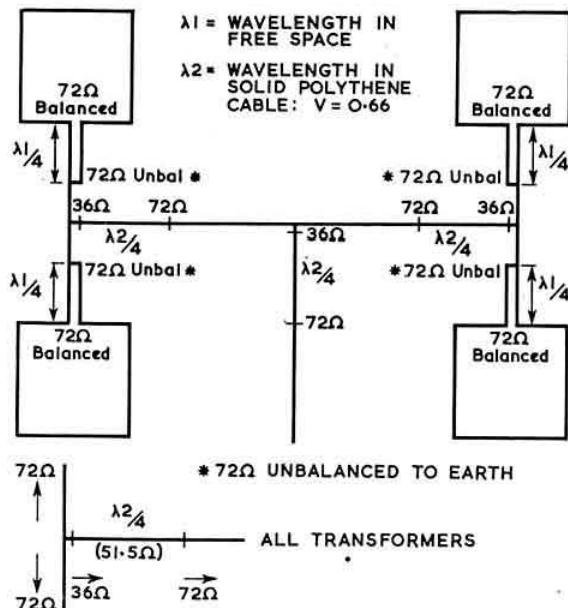 λ1 = WAVELENGTH IN
FREE SPACE
λ2 = WAVELENGTH IN
SOLID POLYTHENE
CABLE: V = 0·66
72Ω
Balanced
72Ω
Balanced
λ1/4
72Ω Unbal *
* 72Ω Unbal
λ1/4
36Ω
72Ω
72Ω
36Ω
λ2/4
36Ω
λ2/4
λ1/4
72Ω Unbal *
λ2/4
* 72Ω Unbal
λ1/4
72Ω
Balanced
72Ω
72Ω
Balanced
72Ω
* 72Ω UNBALANCED TO EARTH
λ2/4
(51·5Ω)
ALL TRANSFORMERS
72Ω
36Ω
72Ω